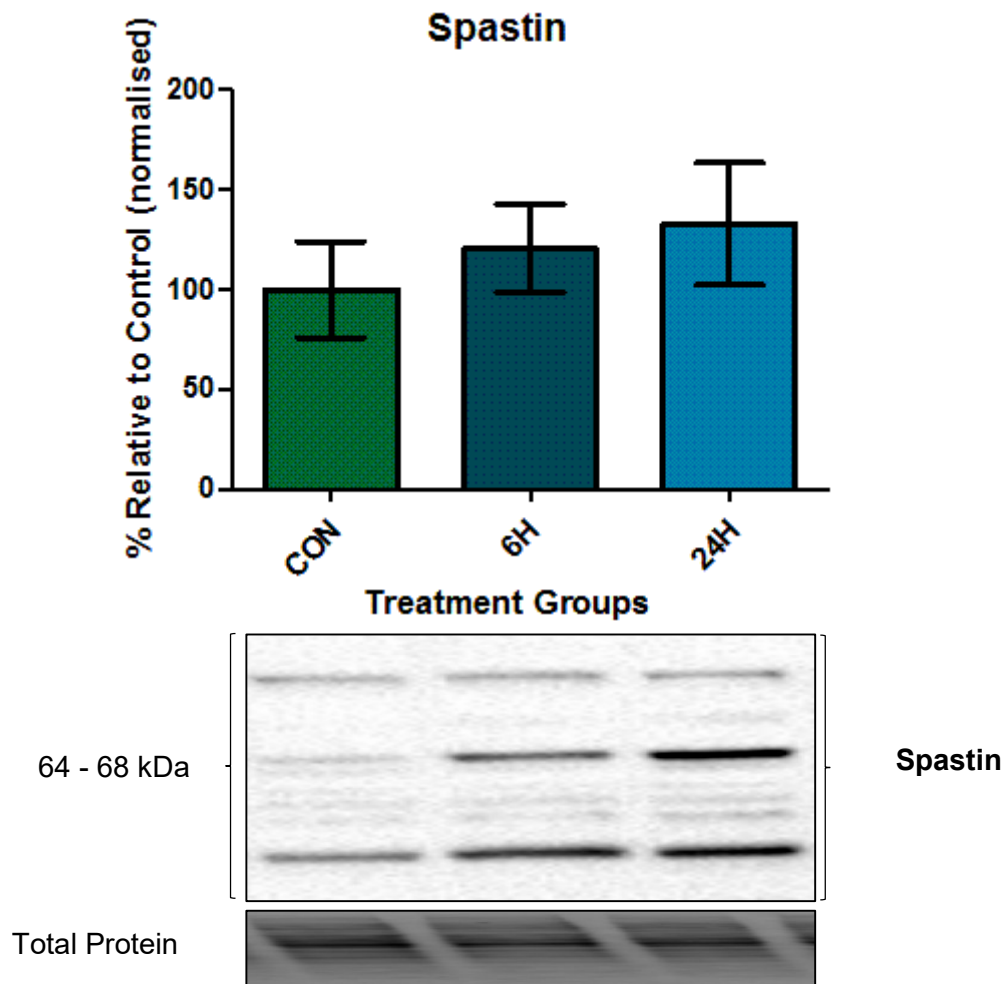 Spastin
% Relative to Control (normalised)
200
150
100
50
0
CON
6H
24H
Treatment Groups
64 - 68 kDa
Spastin
Total Protein